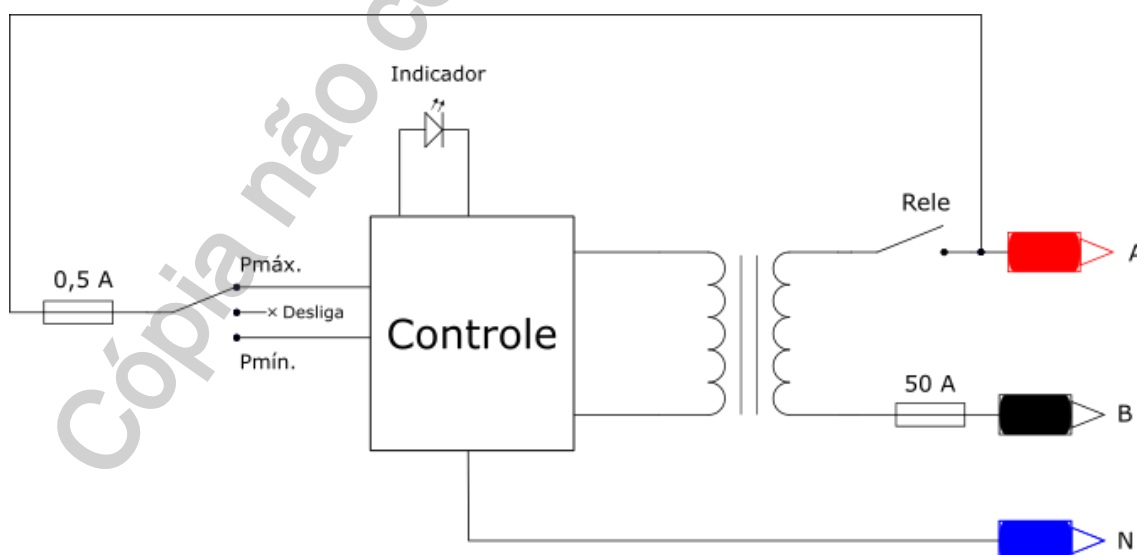 Cópia não co
Indicador
Rele
A
Pmáx.
0,5 A
× Desliga
Controle
Pmín.
50 A
B
N